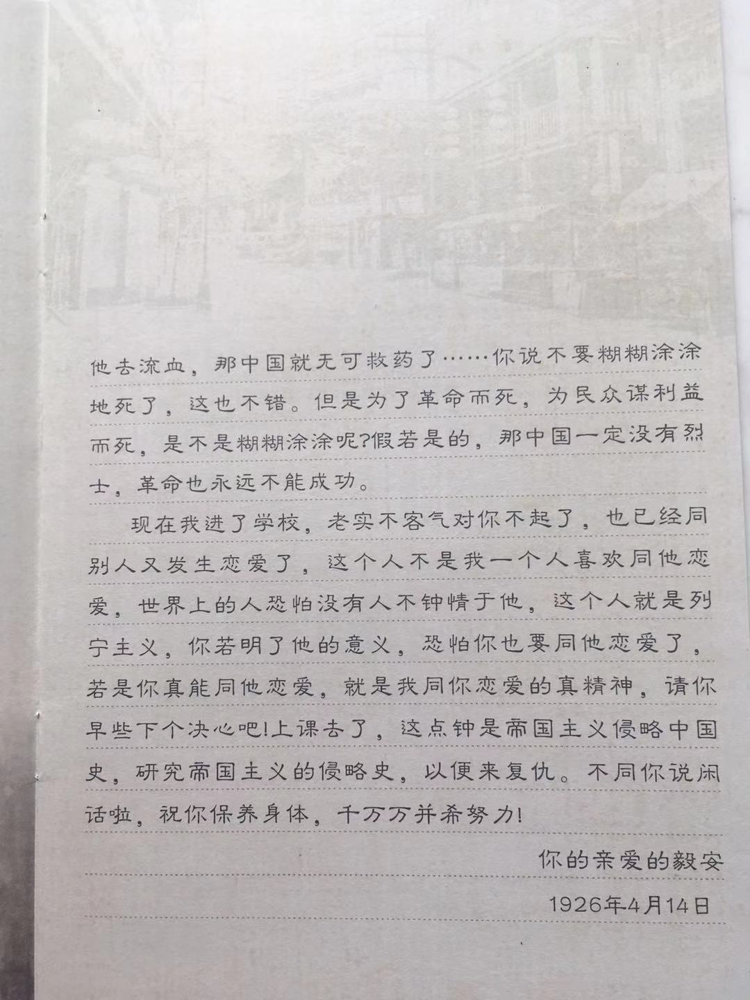 他去流血，那中国就无可救药了……你说不要糊糊涂涂
地死了，这也不错。但是为了革命而死，为民众谋利益
而死，是不是糊糊涂涂呢?假若是的，那中国一定没有烈
士，革命也永远不能成功。
现在我进了学校，老实不客气对你不起了，也已经同
别人又发生恋爱了，这个人不是我一个人喜欢同他恋
爱，世界上的人恐怕没有人不钟情于他，这个人就是列
宁主义，你若明了他的意义，恐怕你也要同他恋爱了，
若是你真能同他恋爱，就是我同你恋爱的真精神，请你
早些下个决心吧!上课去了，这点钟是帝国主义侵略中国
史，研究帝国主义的侵略史，以便来复仇。不同你说闲
话啦，祝你保养身体，千万万并希努力!
你的亲爱的毅安
1926年4月14日